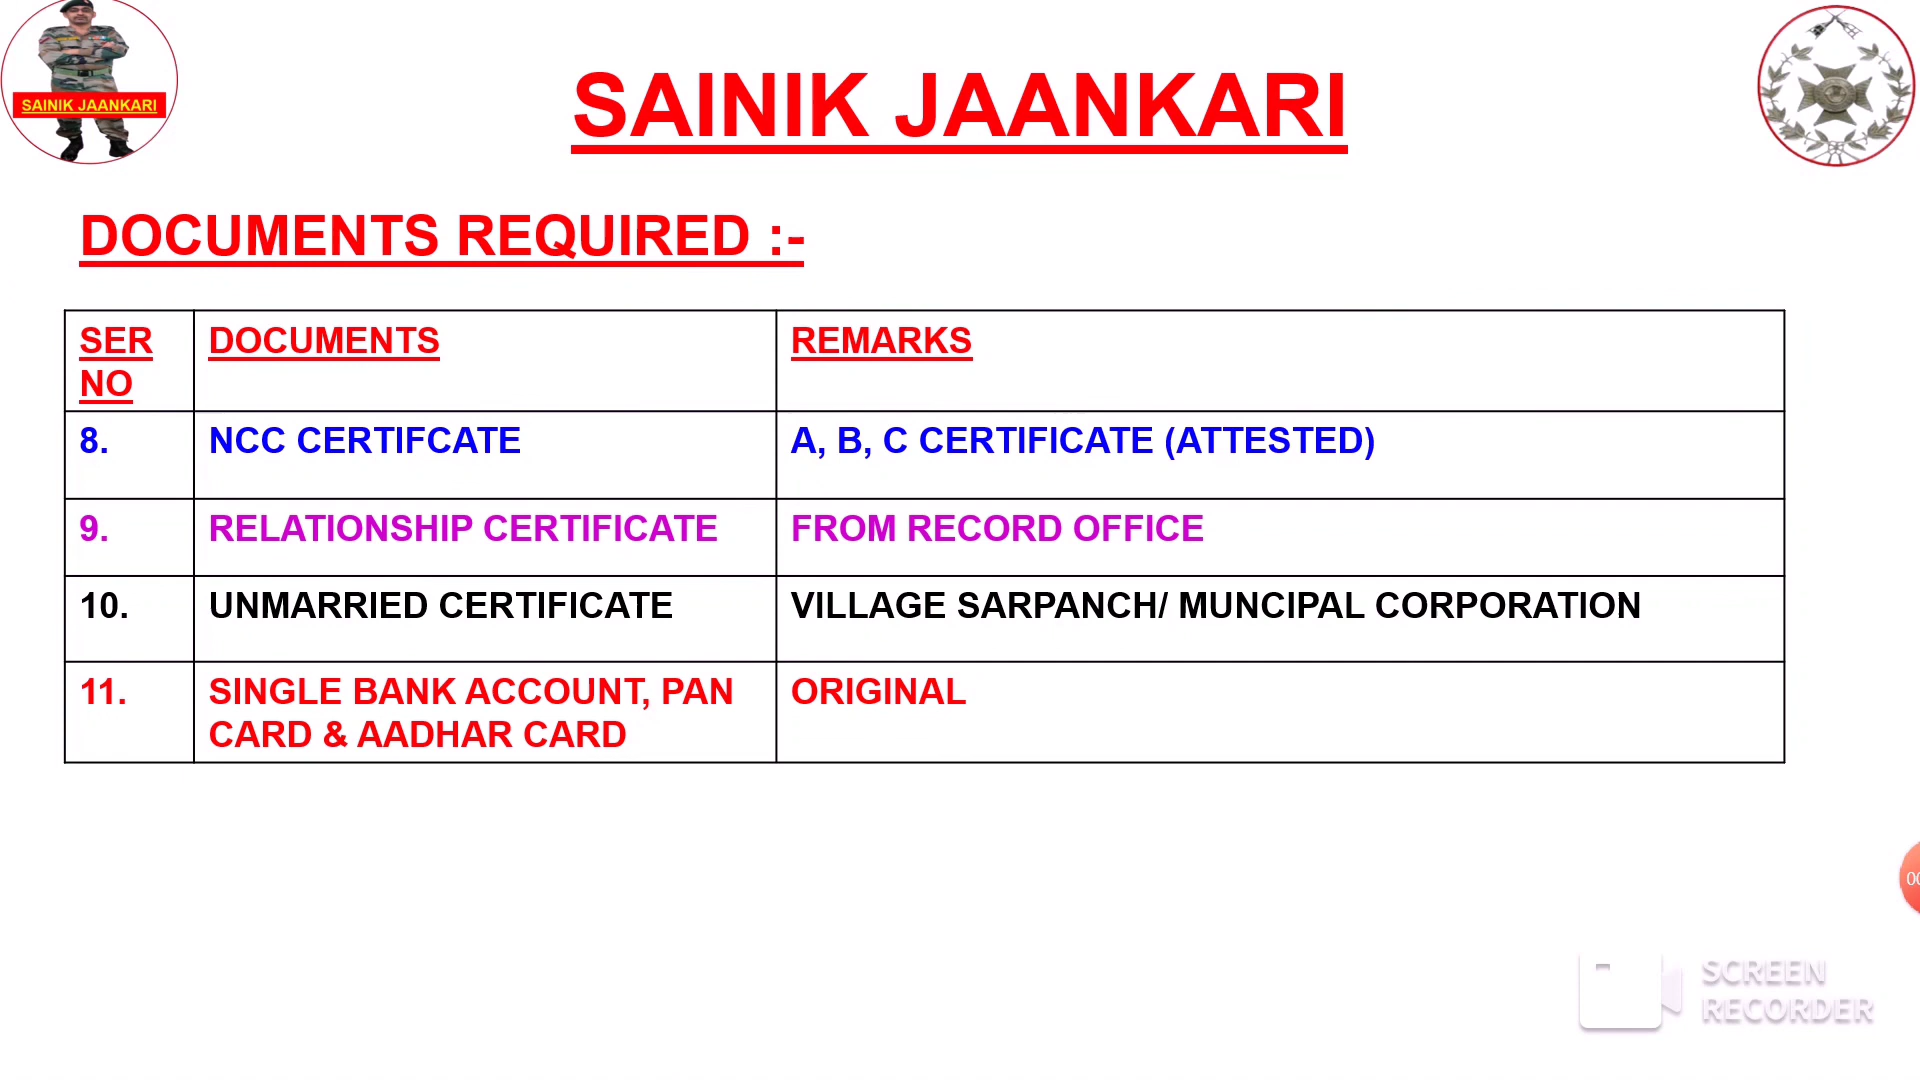 SAINIK JAANKARI
SAINIK JAANKARI
DOCUMENTS REQUIRED :-
SER NO DOCUMENTS REMARKS
8. NCC CERTIFCATE A, B, C CERTIFICATE (ATTESTED)
9. RELATIONSHIP CERTIFICATE FROM RECORD OFFICE
10. UNMARRIED CERTIFICATE VILLAGE SARPANCH/ MUNCIPAL CORPORATION
11. SINGLE BANK ACCOUNT, PAN ORIGINAL
CARD & AADHAR CARD
SCREEN
RECORDER